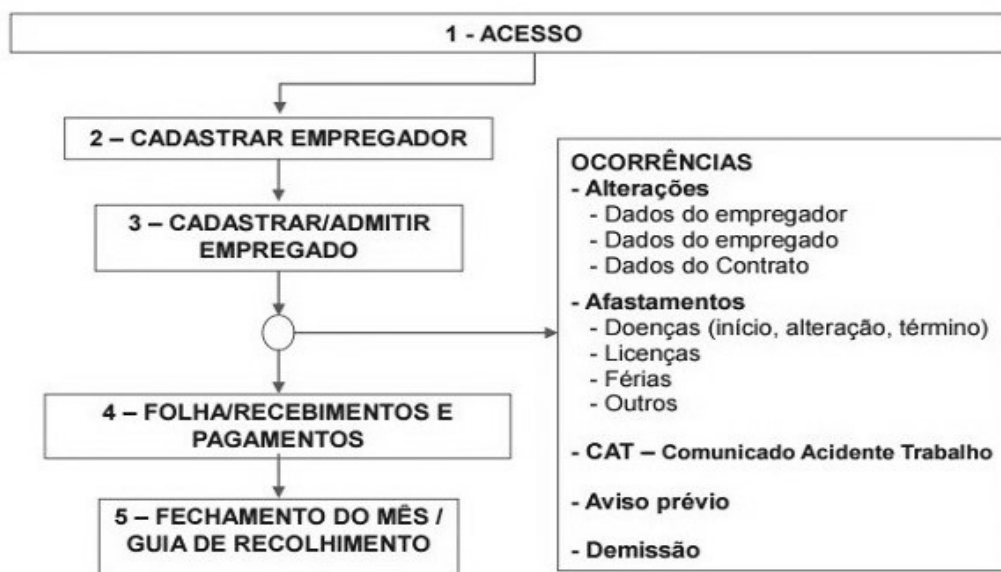 1 - ACESSO
2 – CADASTRAR EMPREGADOR
3 – CADASTRAR/ADMITIR
EMPREGADO
4 – FOLHA/RECEBIMENTOS E
PAGAMENTOS
5 – FECHAMENTO DO MÊS /
GUIA DE RECOLHIMENTO
OCORRÊNCIAS
- Alterações
- Dados do empregador
- Dados do empregado
- Dados do Contrato
- Afastamentos
- Doenças (início, alteração, término)
- Licenças
- Férias
- Outros
- CAT – Comunicado Acidente Trabalho
- Aviso prévio
- Demissão